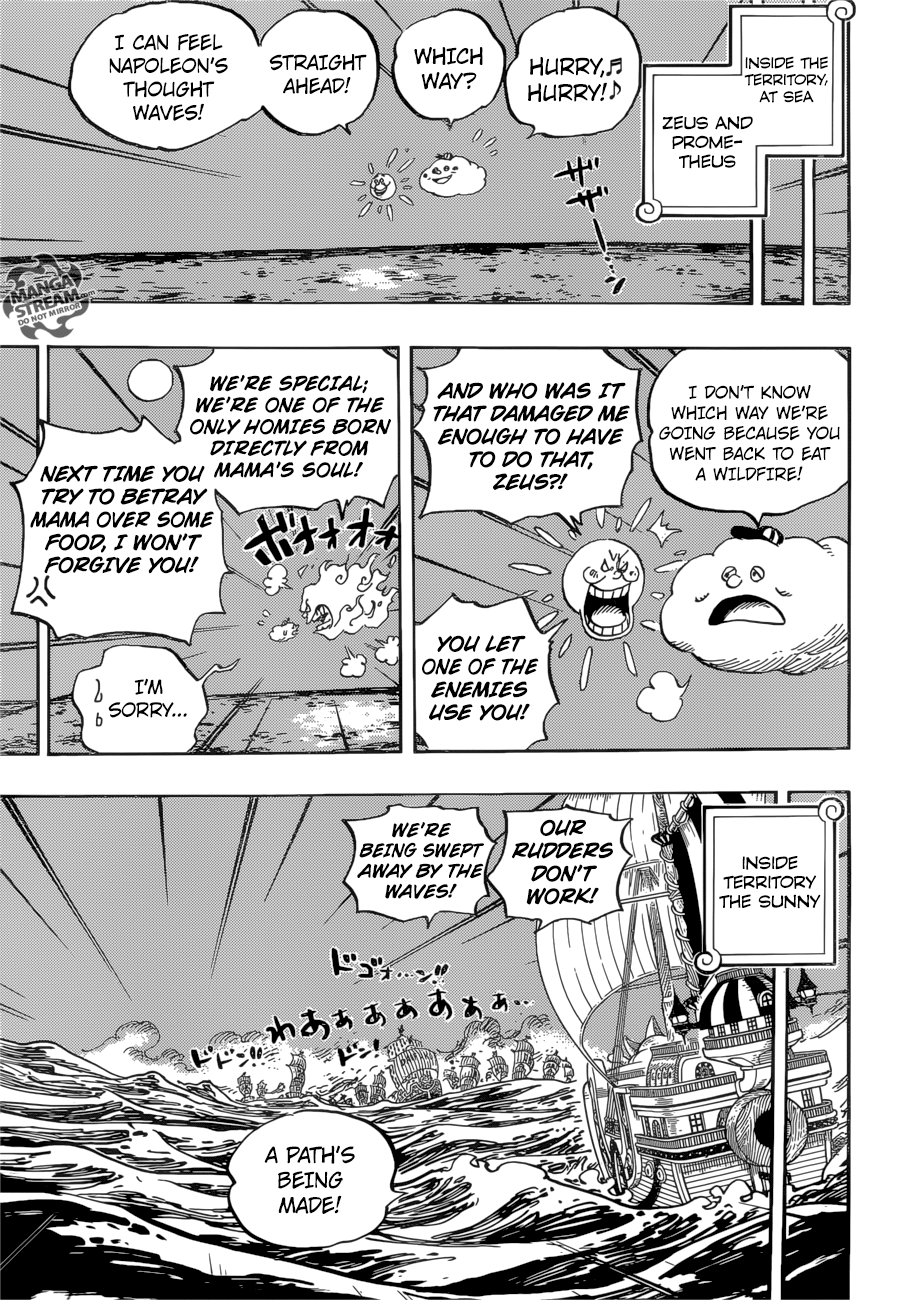 INSIDE THE
TERRITORY,
AT SEA
ZEUS AND
PROME-
THEUS
HURRY,♬
HURRY!♪
WHICH
WAY?
STRAIGHT
AHEAD!
I CAN FEEL
NAPOLEON'S
THOUGHT
WAVES!
ザザー
MANGA
STREAM.com
DO NOT MIRROR
I DON'T KNOW
WHICH WAY WE'RE
GOING BECAUSE YOU
WENT BACK TO EAT
A WILDFIRE!
AND WHO WAS IT
THAT DAMAGED ME
ENOUGH TO HAVE
TO DO THAT,
ZEUS?!
YOU LET
ONE OF THE
ENEMIES
USE YOU!
WE'RE SPECIAL;
WE'RE ONE OF THE
ONLY HOMIES BORN
DIRECTLY FROM
MAMA'S SOUL!
NEXT TIME YOU
TRY TO BETRAY
MAMA OVER SOME
FOOD, I WON'T
FORGIVE YOU!
ボオォオォ
I'M
SORRY...
INSIDE
TERRITORY
THE SUNNY
OUR
RUDDERS
DON'T
WORK!
WE'RE
BEING SWEPT
AWAY BY THE
WAVES!
ドゴォ…ン!!
わあぁぁぁあぁぁ‥
ドン!
ドドン!!
A PATH'S
BEING
MADE!